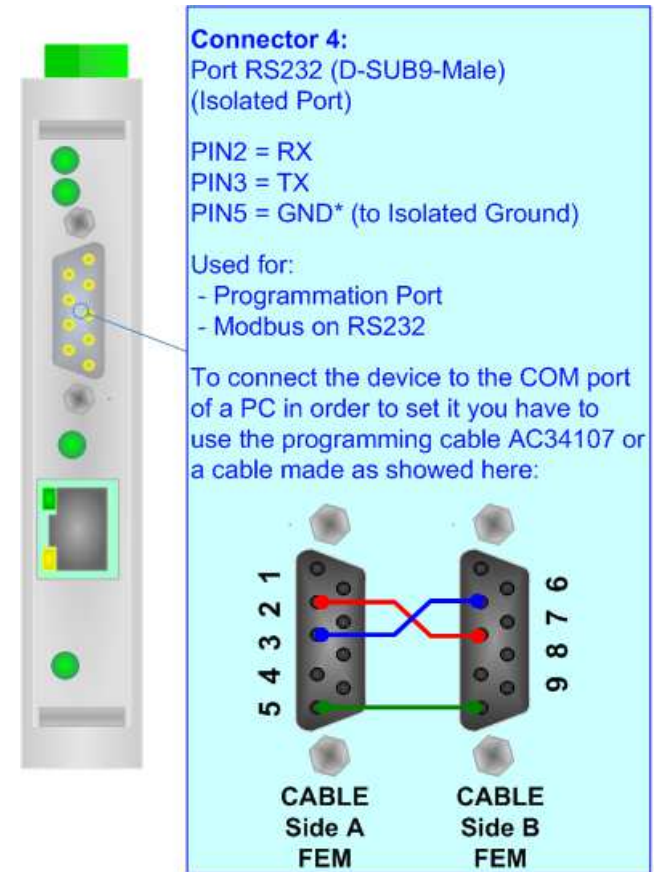 Connector 4:
Port RS232 (D-SUB9-Male)
(Isolated Port)
PIN2 = RX
PIN3 = TX
PIN5 = GND* (to Isolated Ground)
Used for:
- Programmation Port
- Modbus on RS232
To connect the device to the COM port
of a PC in order to set it you have to
use the programming cable AC34107 or
a cable made as showed here:
1
2
3
4
5
6
7
8
9
CABLE
Side A
FEM
CABLE
Side B
FEM